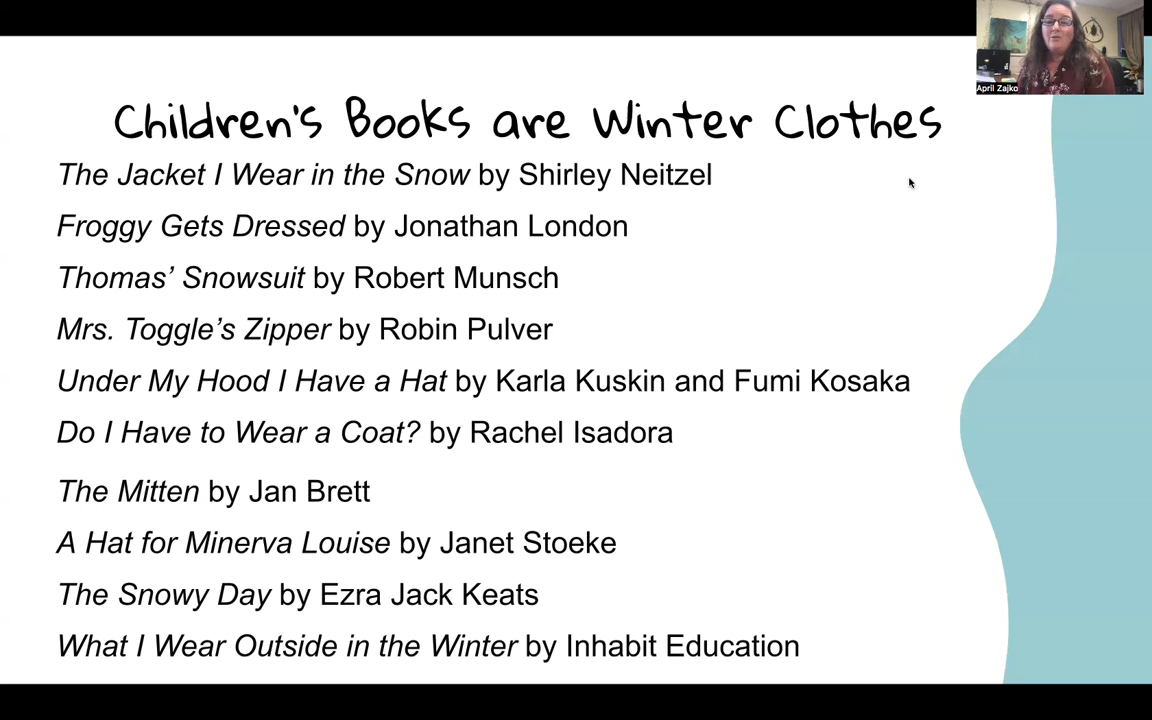 April Zajko
Children's Books are Winter Clothes
The Jacket I Wear in the Snow by Shirley Neitzel
Froggy Gets Dressed by Jonathan London
Thomas’ Snowsuit by Robert Munsch
Mrs. Toggle’s Zipper by Robin Pulver
Under My Hood I Have a Hat by Karla Kuskin and Fumi Kosaka
Do I Have to Wear a Coat? by Rachel Isadora
The Mitten by Jan Brett
A Hat for Minerva Louise by Janet Stoeke
The Snowy Day by Ezra Jack Keats
What I Wear Outside in the Winter by Inhabit Education